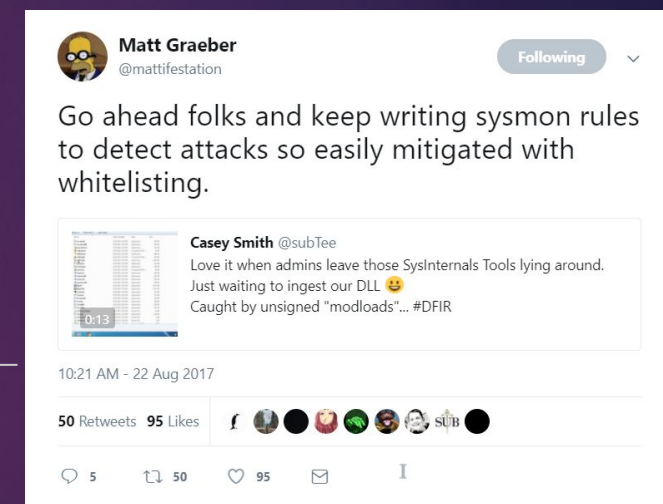 Matt Graeber
@mattifestation
Following
Go ahead folks and keep writing sysmon rules
to detect attacks so easily mitigated with
whitelisting.
Casey Smith @subTee
Love it when admins leave those SysInternals Tools lying around.
Just waiting to ingest our DLL 😀
Caught by unsigned "modloads"... #DFIR
0:13
10:21 AM - 22 Aug 2017
50 Retweets 95 Likes
SUB
5 50 95